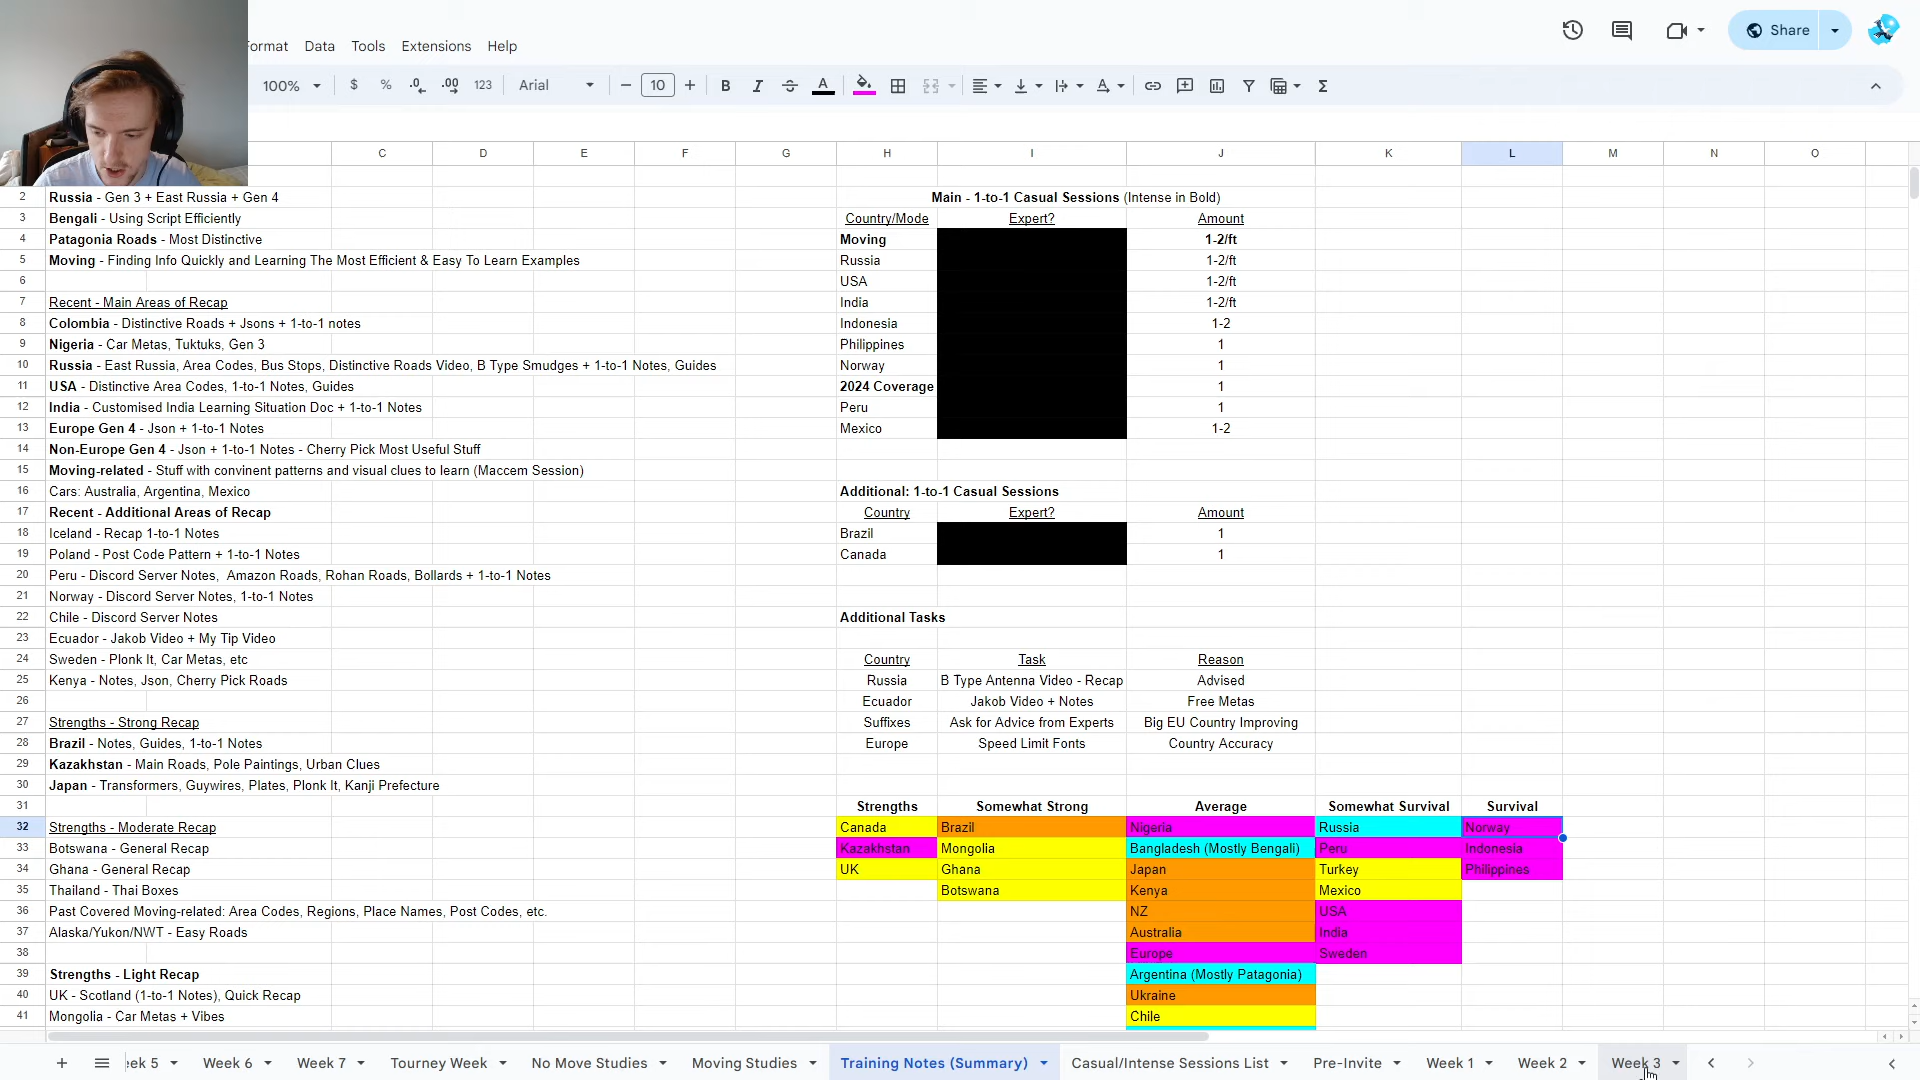 Format Data Tools Extensions Help
Share
100% $ % .0 .00 123 Arial 10 B I A Σ
C D E F G H I J K L M N O
2 Russia - Gen 3 + East Russia + Gen 4 Main - 1-to-1 Casual Sessions (Intense in Bold)
3 Bengali - Using Script Efficiently Country/Mode Expert? Amount
4 Patagonia Roads - Most Distinctive Moving 1-2/ft
5 Moving - Finding Info Quickly and Learning The Most Efficient & Easy To Learn Examples Russia 1-2/ft
6 USA 1-2/ft
7 Recent - Main Areas of Recap India 1-2/ft
8 Colombia - Distinctive Roads + Jsons + 1-to-1 notes Indonesia 1-2
9 Nigeria - Car Metas, Tuktuks, Gen 3 Philippines 1
10 Russia - East Russia, Area Codes, Bus Stops, Distinctive Roads Video, B Type Smudges + 1-to-1 Notes, Guides Norway 1
11 USA - Distinctive Area Codes, 1-to-1 Notes, Guides 2024 Coverage 1
12 India - Customised India Learning Situation Doc + 1-to-1 Notes Peru 1
13 Europe Gen 4 - Json + 1-to-1 Notes Mexico 1-2
14 Non-Europe Gen 4 - Json + 1-to-1 Notes - Cherry Pick Most Useful Stuff
15 Moving-related - Stuff with convinent patterns and visual clues to learn (Maccem Session)
16 Cars: Australia, Argentina, Mexico Additional: 1-to-1 Casual Sessions
17 Recent - Additional Areas of Recap Country Expert? Amount
18 Iceland - Recap 1-to-1 Notes Brazil 1
19 Poland - Post Code Pattern + 1-to-1 Notes Canada 1
20 Peru - Discord Server Notes, Amazon Roads, Rohan Roads, Bollards + 1-to-1 Notes
21 Norway - Discord Server Notes, 1-to-1 Notes
22 Chile - Discord Server Notes Additional Tasks
23 Ecuador - Jakob Video + My Tip Video
24 Sweden - Plonk It, Car Metas, etc Country Task Reason
25 Kenya - Notes, Json, Cherry Pick Roads Russia B Type Antenna Video - Recap Advised
26 Ecuador Jakob Video + Notes Free Metas
27 Strengths - Strong Recap Suffixes Ask for Advice from Experts Big EU Country Improving
28 Brazil - Notes, Guides, 1-to-1 Notes Europe Speed Limit Fonts Country Accuracy
29 Kazakhstan - Main Roads, Pole Paintings, Urban Clues
30 Japan - Transformers, Guywires, Plates, Plonk It, Kanji Prefecture
31 Strengths Somewhat Strong Average Somewhat Survival Survival
32 Strengths - Moderate Recap Canada Brazil Nigeria Russia Norway
33 Botswana - General Recap Kazakhstan Mongolia Bangladesh (Mostly Bengali) Peru Indonesia
34 Ghana - General Recap UK Ghana Japan Turkey Philippines
35 Thailand - Thai Boxes Botswana Kenya Mexico
36 Past Covered Moving-related: Area Codes, Regions, Place Names, Post Codes, etc. NZ USA
37 Alaska/Yukon/NWT - Easy Roads Australia India
38 Europe Sweden
39 Strengths - Light Recap Argentina (Mostly Patagonia)
40 UK - Scotland (1-to-1 Notes), Quick Recap Ukraine
41 Mongolia - Car Metas + Vibes Chile
eek 5 Week 6 Week 7 Tourney Week No Move Studies Moving Studies Training Notes (Summary) Casual/Intense Sessions List Pre-Invite Week 1 Week 2 Week 3